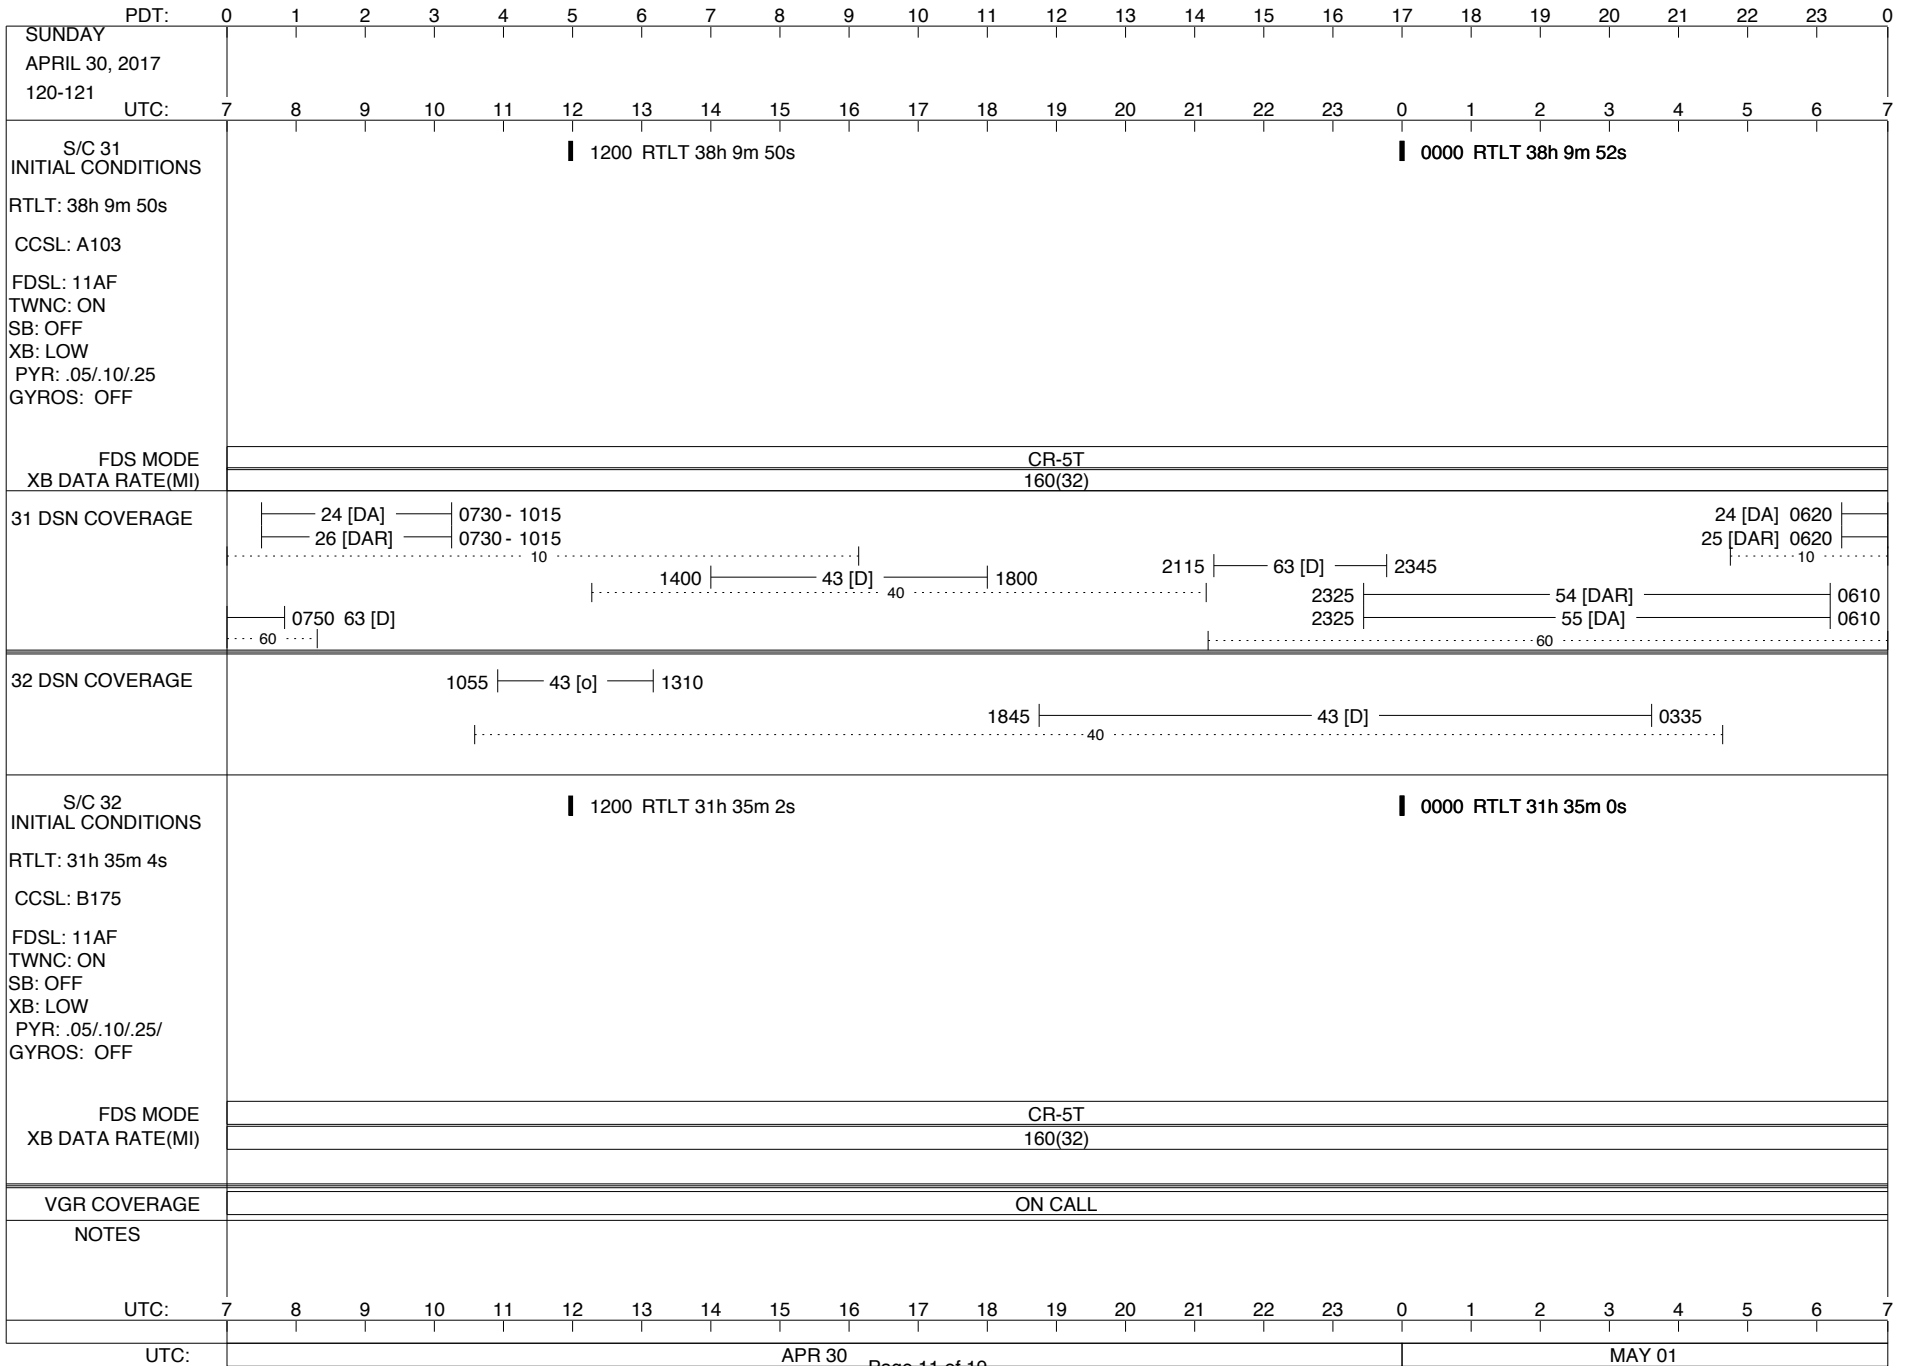 PDT: 0 1 2 3 4 5 6 7 8 9 10 11 12 13 14 15 16 17 18 19 20 21 22 23 0
SUNDAY
APRIL 30, 2017
120-121
UTC: 7 8 9 10 11 12 13 14 15 16 17 18 19 20 21 22 23 0 1 2 3 4 5 6 7
S/C 31
INITIAL CONDITIONS
1200 RTLT 38h 9m 50s
0000 RTLT 38h 9m 52s
RTLT: 38h 9m 50s
CCSL: A103
FDSL: 11AF
TWNC: ON
SB: OFF
XB: LOW
PYR: .05/.10/.25
GYROS: OFF
FDS MODE CR-5T
XB DATA RATE(MI) 160(32)
31 DSN COVERAGE
24 [DA] 0730 - 1015
24 [DA] 0620
26 [DAR] 0730 - 1015
25 [DAR] 0620
10
10
2115 63 [D] 2345
1400 43 [D] 1800
40
2325 54 [DAR] 0610
0750 63 [D]
2325 55 [DA] 0610
60
60
32 DSN COVERAGE
1055 43 [o] 1310
1845 43 [D] 0335
40
S/C 32
INITIAL CONDITIONS
1200 RTLT 31h 35m 2s
0000 RTLT 31h 35m 0s
RTLT: 31h 35m 4s
CCSL: B175
FDSL: 11AF
TWNC: ON
SB: OFF
XB: LOW
PYR: .05/.10/.25/
GYROS: OFF
FDS MODE CR-5T
XB DATA RATE(MI) 160(32)
VGR COVERAGE ON CALL
NOTES
UTC: 7 8 9 10 11 12 13 14 15 16 17 18 19 20 21 22 23 0 1 2 3 4 5 6 7
UTC: APR 30 MAY 01
Page 11 of 19